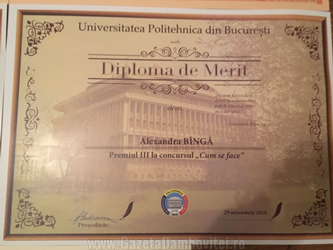 Universitatea Politehnica din București
Diploma de Merit
Alexandra BÎNGĂ
Premiul III la concursul „Cum se face"
Președinte
29 noiembrie 2016
www.GazetaDambovitei.ro